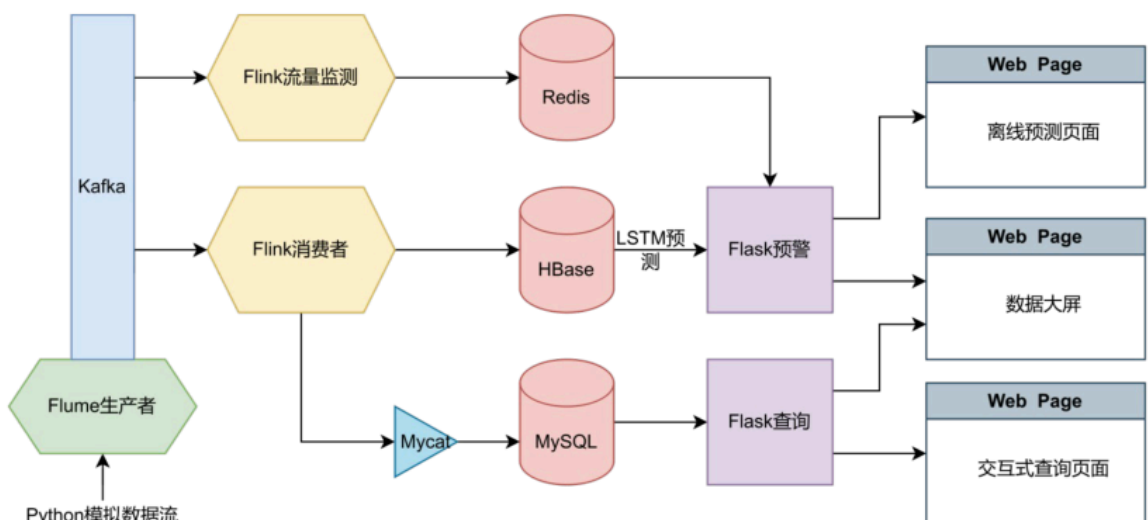 Flink流量监测
Redis
Web Page
离线预测页面
Kafka
Flink消费者
HBase
LSTM预
测
Flask预警
Web Page
数据大屏
Flume生产者
Mycat
MySQL
Flask查询
Web Page
交互式查询页面
Python模拟数据流